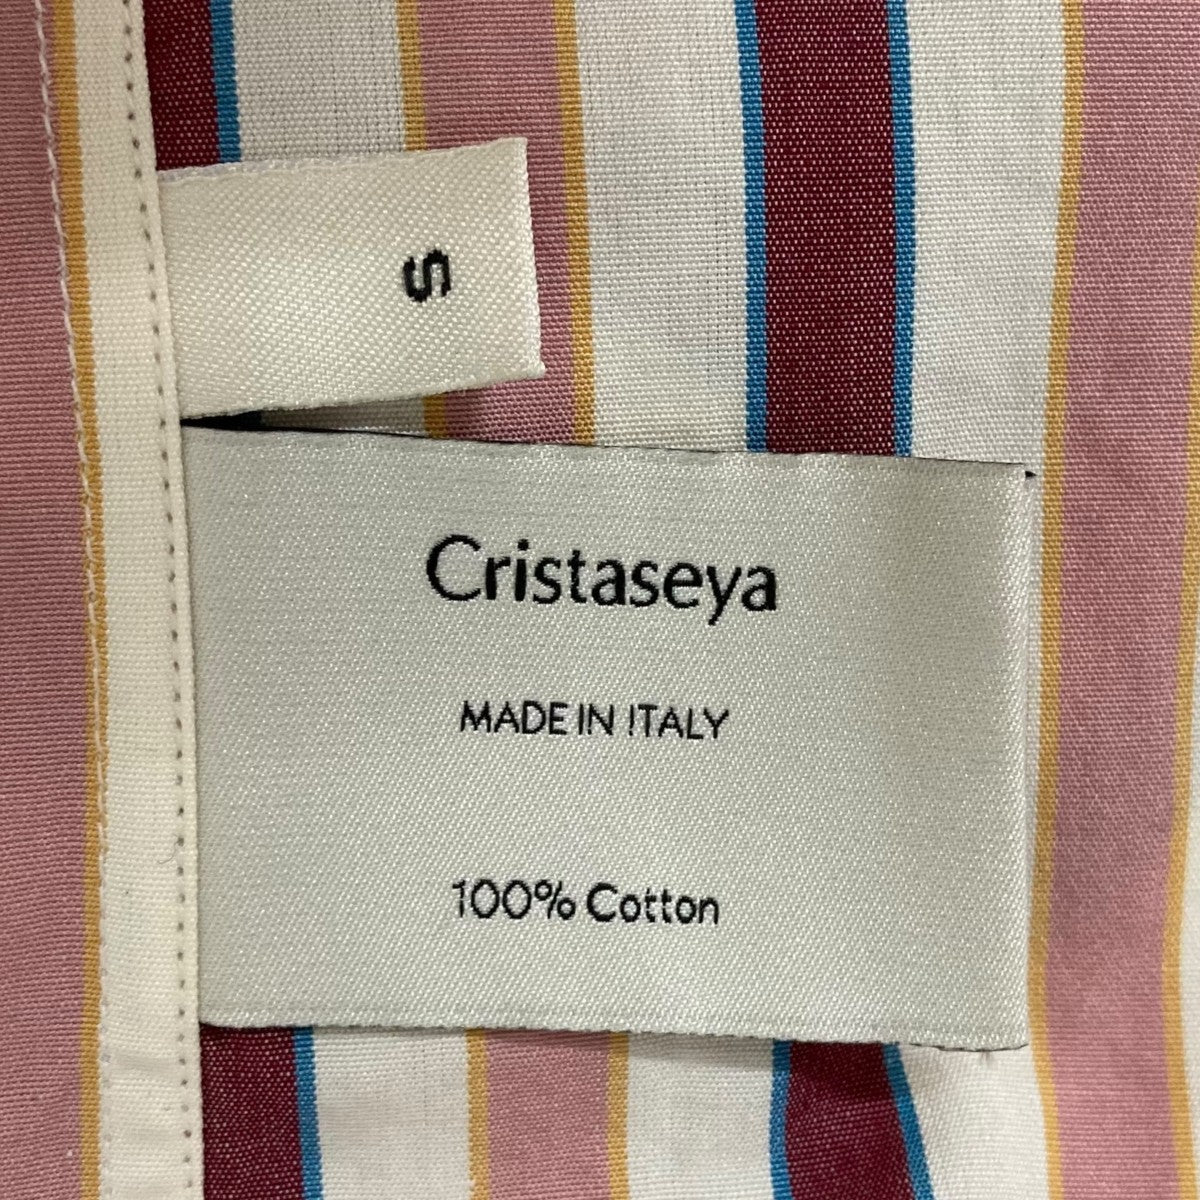 S
Cristaseya
MADE IN ITALY
100% Cotton